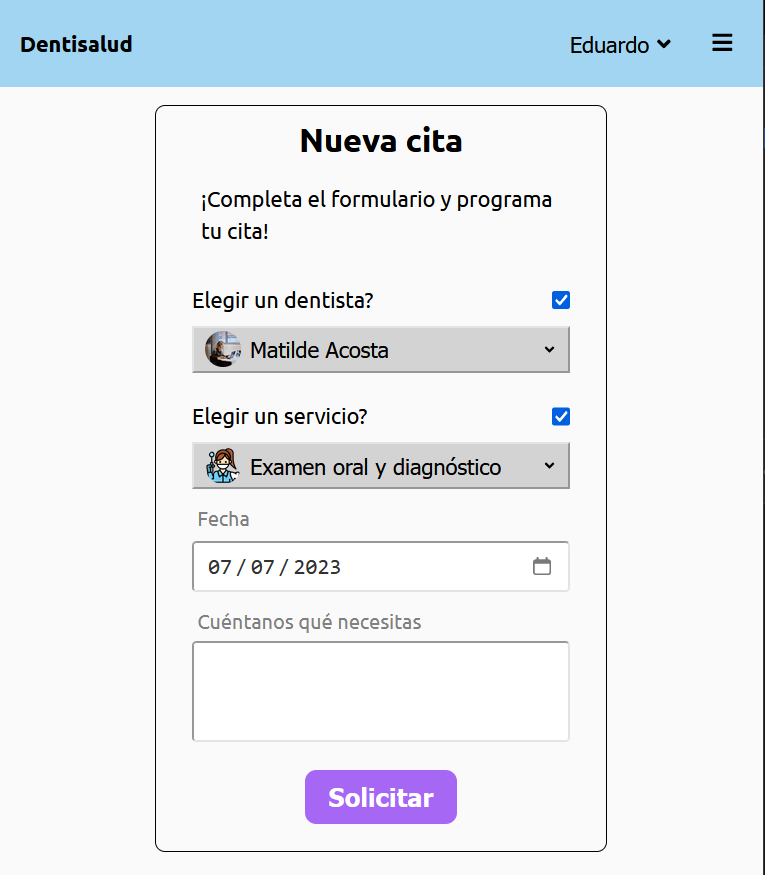 Dentisalud
Eduardo
Nueva cita
¡Completa el formulario y programa
tu cita!
Elegir un dentista?
Matilde Acosta
Elegir un servicio?
Examen oral y diagnóstico
Fecha
07 / 07 / 2023
Cuéntanos qué necesitas
Solicitar